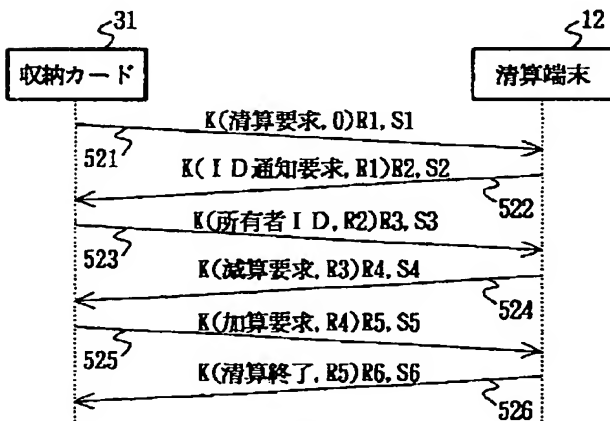 31
12
収納カード
清算端末
K(清算要求, 0)R1, S1
521
K(ID通知要求, R1)R2, S2
522
K(所有者ID, R2)R3, S3
523
K(減算要求, R3)R4, S4
524
K(加算要求, R4)R5, S5
525
K(清算終了, R5)R6, S6
526